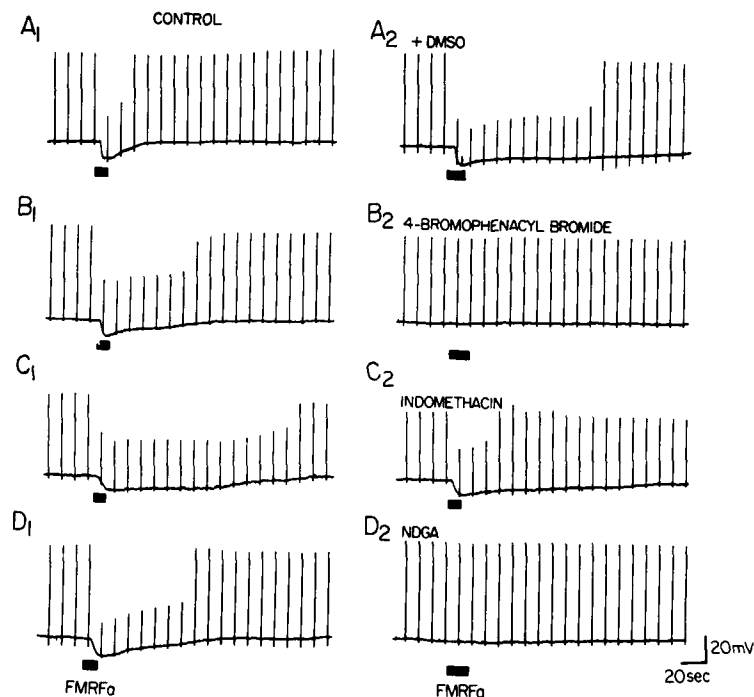 A1 CONTROL
A2 + DMSO
B1
B2 4-BROMOPHENACYL BROMIDE
C1
C2
INDOMETHACIN
D1
D2 NDGA
20mV
20sec
FMRFa
FMRFa